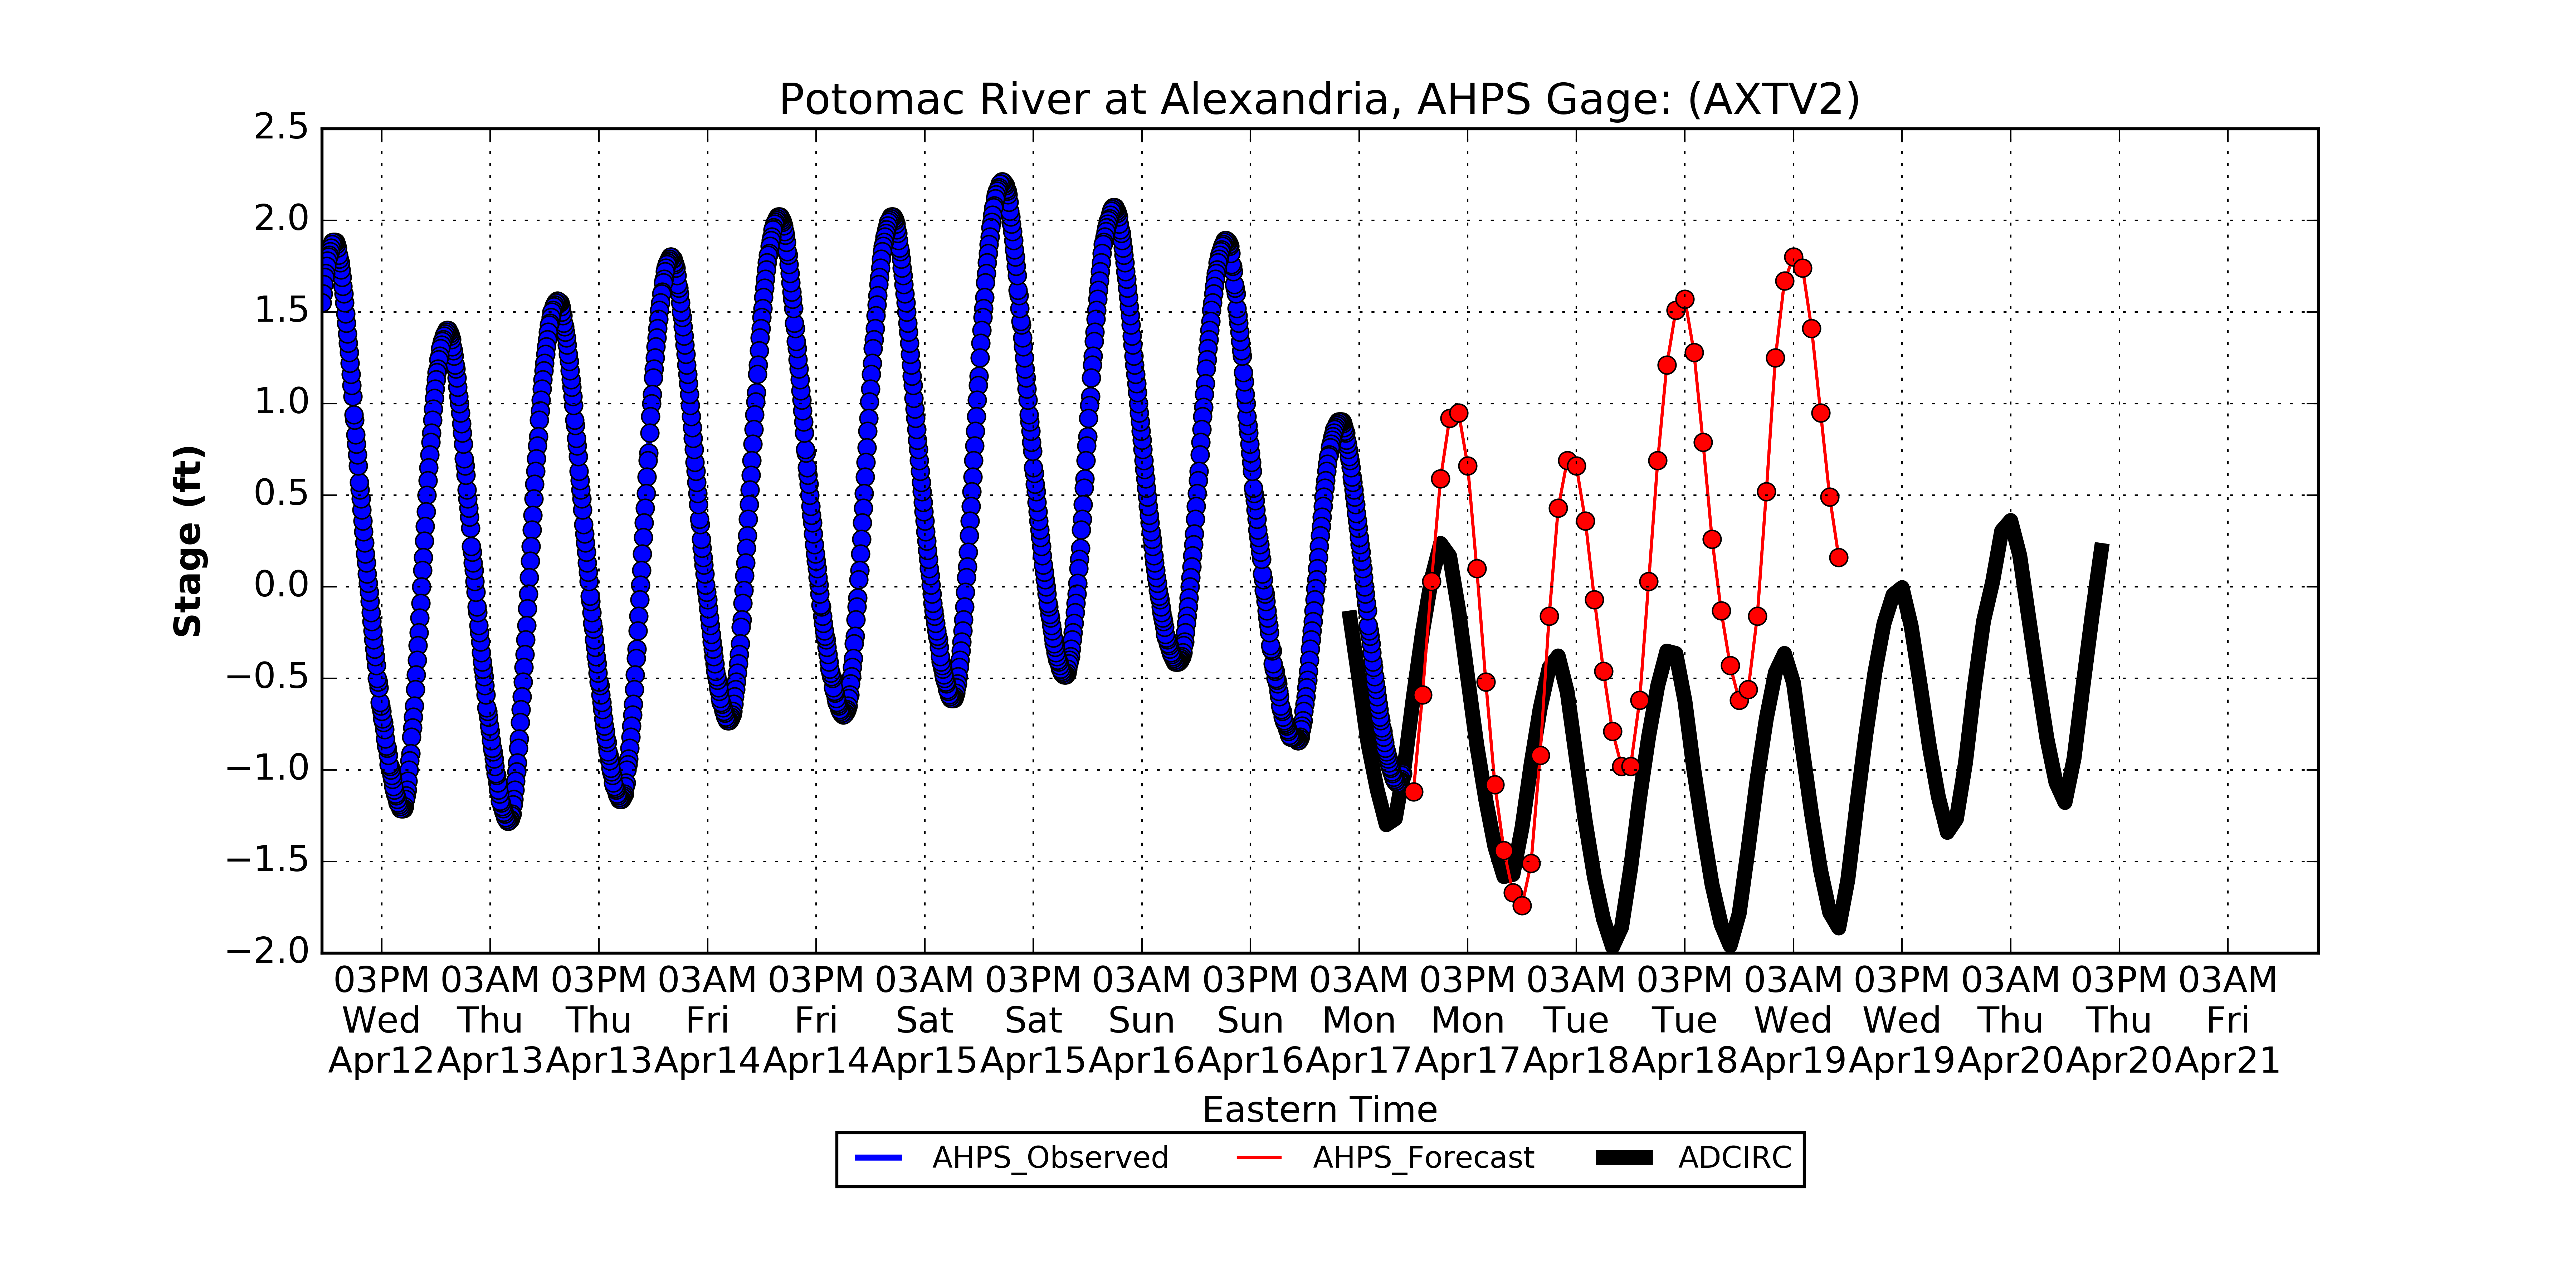 Potomac River at Alexandria, AHPS Gage: (AXTV2)
2.5
2.0
1.5
1.0
0.5
0.0
−0.5
−1.0
−1.5
−2.0
Stage (ft)
03PM 03AM 03PM 03AM 03PM 03AM 03PM 03AM 03PM 03AM 03PM 03AM 03PM 03AM 03PM 03AM 03PM 03AM
Wed Thu Thu Fri Fri Sat Sat Sun Sun Mon Mon Tue Tue Wed Wed Thu Thu Fri
Apr12 Apr13 Apr13 Apr14 Apr14 Apr15 Apr15 Apr16 Apr16 Apr17 Apr17 Apr18 Apr18 Apr19 Apr19 Apr20 Apr20 Apr21
Eastern Time
AHPS_Observed AHPS_Forecast ADCIRC